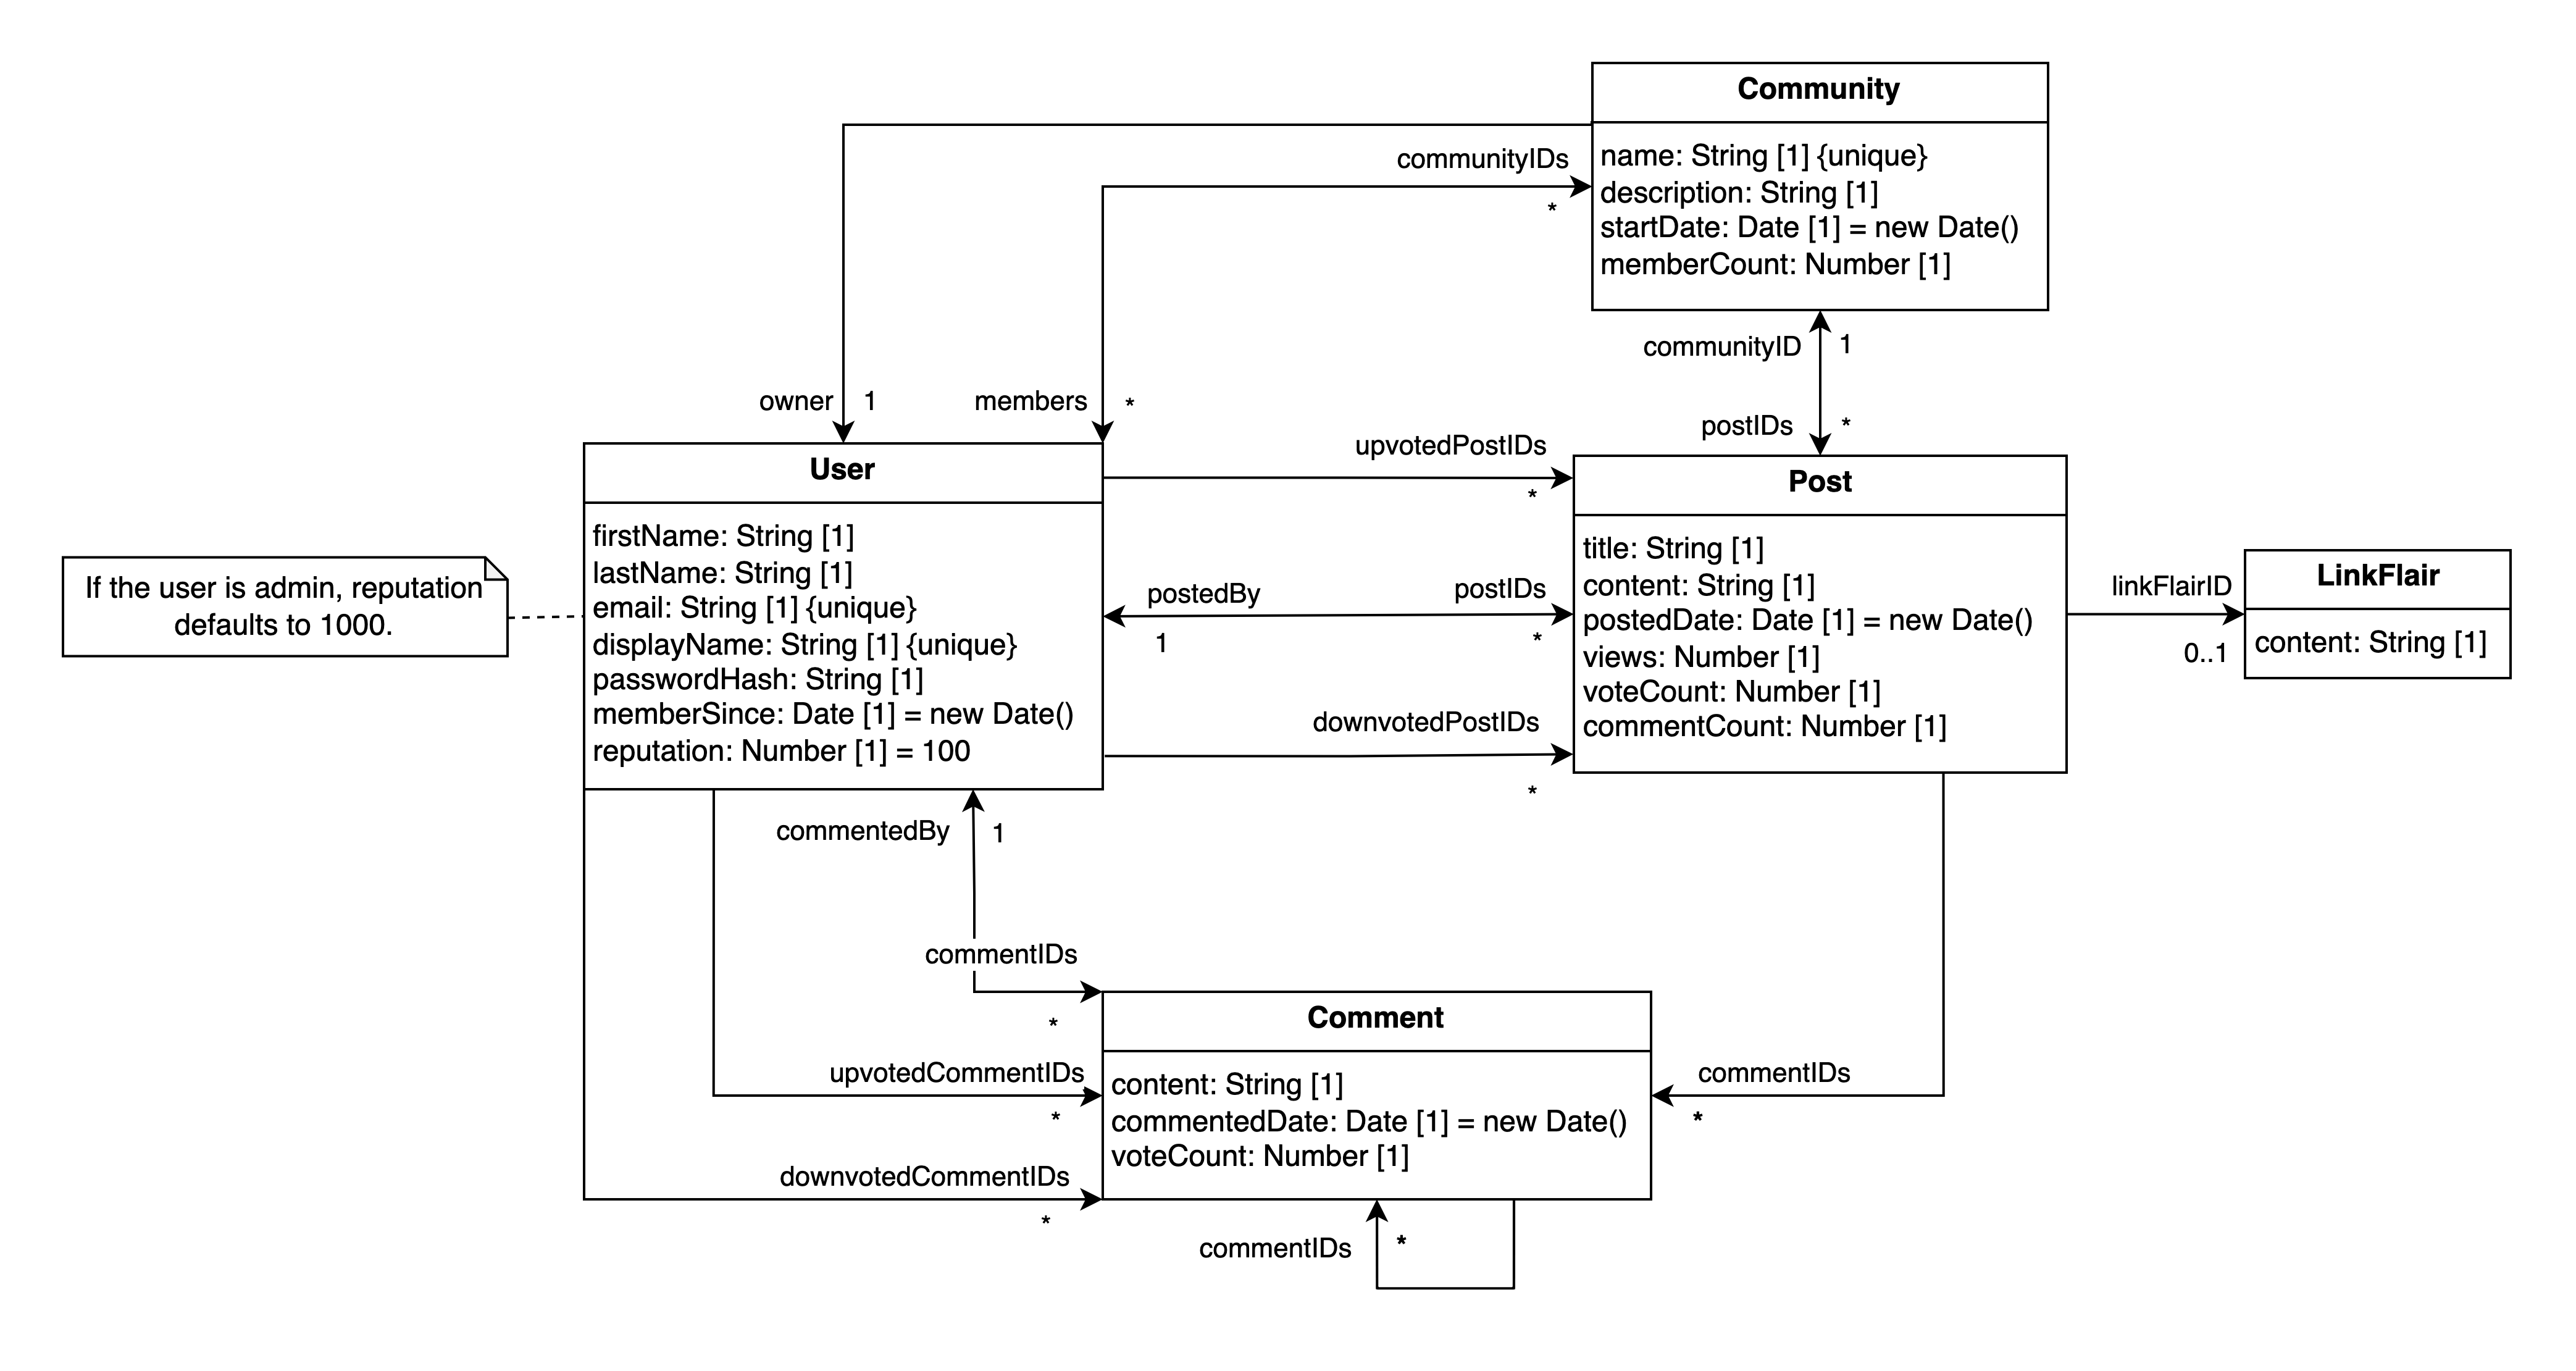 Community
name: String [1] {unique}
description: String [1]
startDate: Date [1] = new Date()
memberCount: Number [1]
communityIDs
*
owner
1
members
*
communityID
1
postIDs
*
User
firstName: String [1]
lastName: String [1]
email: String [1] {unique}
displayName: String [1] {unique}
passwordHash: String [1]
memberSince: Date [1] = new Date()
reputation: Number [1] = 100
If the user is admin, reputation
defaults to 1000.
upvotedPostIDs
*
postedBy
1
postIDs
*
downvotedPostIDs
*
Post
title: String [1]
content: String [1]
postedDate: Date [1] = new Date()
views: Number [1]
voteCount: Number [1]
commentCount: Number [1]
linkFlairID
0..1
LinkFlair
content: String [1]
commentedBy
1
commentIDs
*
upvotedCommentIDs
*
downvotedCommentIDs
*
Comment
content: String [1]
commentedDate: Date [1] = new Date()
voteCount: Number [1]
commentIDs
*
commentIDs
*